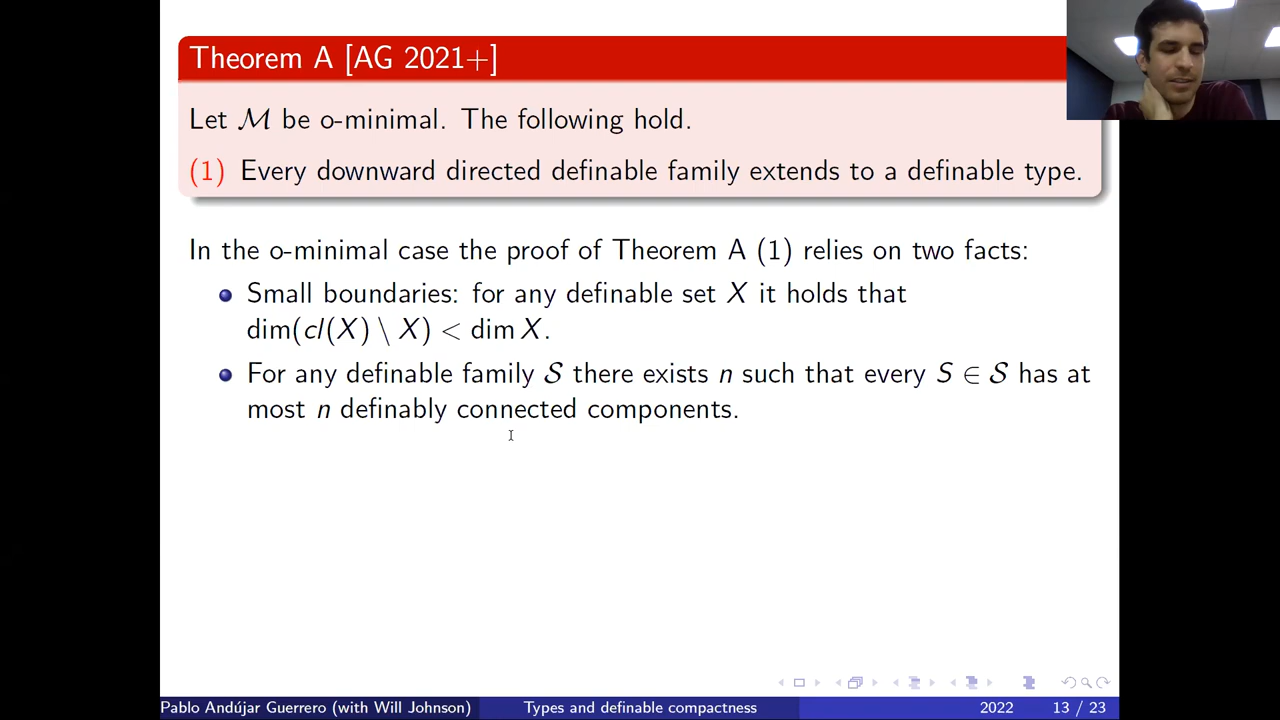 Theorem A [AG 2021+]
Let ℳ be o-minimal. The following hold.
(1) Every downward directed definable family extends to a definable type.
In the o-minimal case the proof of Theorem A (1) relies on two facts:
Small boundaries: for any definable set X it holds that
dim(cl(X) \ X) < dim X.
For any definable family 𝒮 there exists n such that every S ∈ 𝒮 has at
most n definably connected components.
Pablo Andújar Guerrero (with Will Johnson) Types and definable compactness 2022 13 / 23